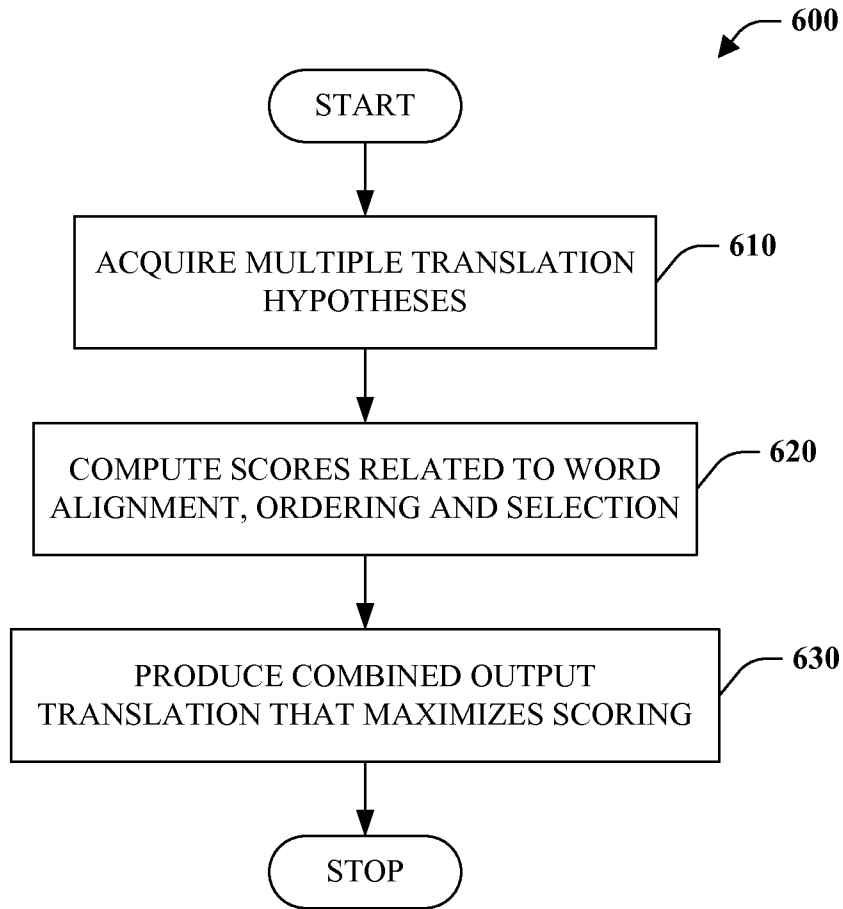 600
START
ACQUIRE MULTIPLE TRANSLATION
HYPOTHESES
610
COMPUTE SCORES RELATED TO WORD
ALIGNMENT, ORDERING AND SELECTION
620
PRODUCE COMBINED OUTPUT
TRANSLATION THAT MAXIMIZES SCORING
630
STOP